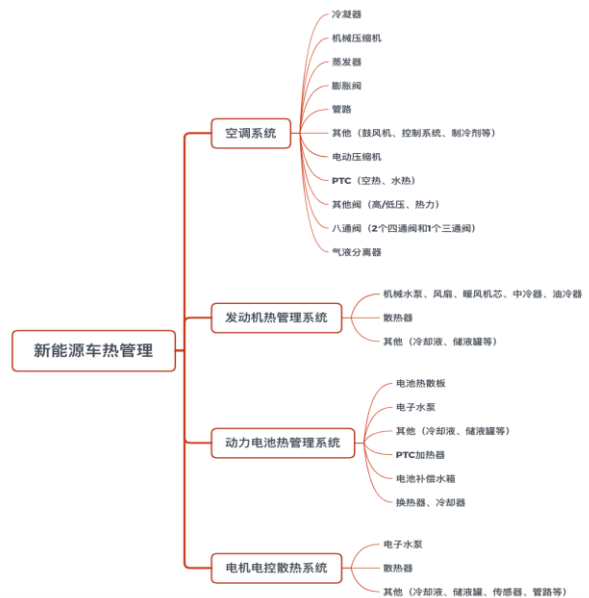 新能源车热管理
空调系统
冷凝器
机械压缩机
蒸发器
膨胀阀
管路
其他（鼓风机、控制系统、制冷剂等）
电动压缩机
PTC（空热、水热）
其他阀（高/低压、热力）
八通阀（2个四通阀和1个三通阀）
气液分离器
发动机热管理系统
机械水泵、风扇、暖风机芯、中冷器、油冷器
散热器
其他（冷却液、储液罐等）
动力电池热管理系统
电池热散板
电子水泵
其他（冷却液、储液罐等）
PTC加热器
电池补偿水箱
换热器、冷却器
电机电控散热系统
电子水泵
散热器
其他（冷却液、储液罐、传感器、管路等）